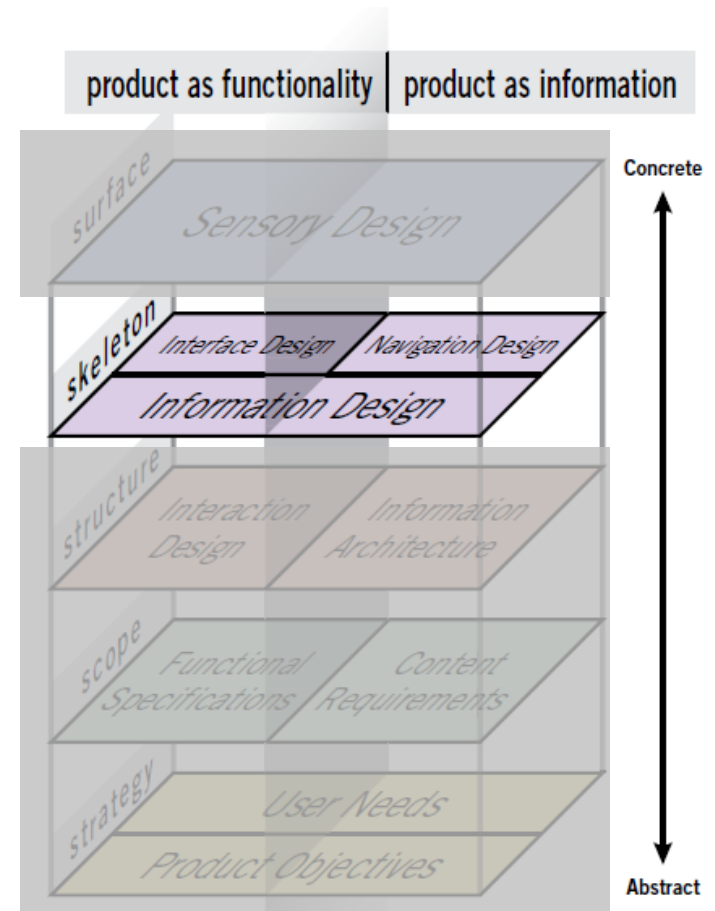 product as functionality
product as information
Concrete
surface
Sensory Design
skeleton
Interface Design
Navigation Design
Information Design
structure
Interaction
Design
Information
Architecture
scope
Functional
Specifications
Content
Requirements
strategy
User Needs
Product Objectives
Abstract